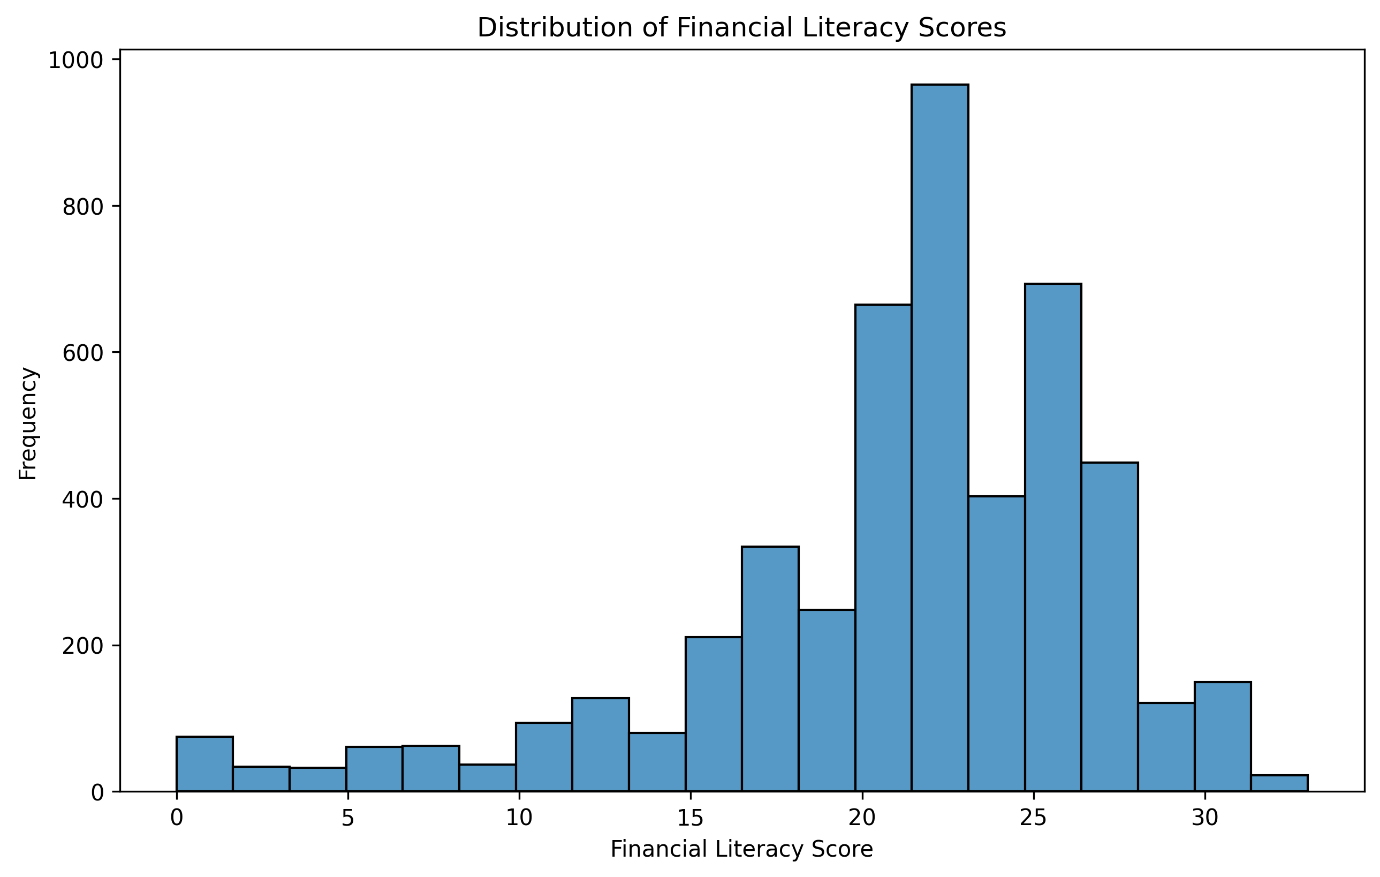 Distribution of Financial Literacy Scores
1000
800
600
400
200
0
Frequency
0 5 10 15 20 25 30
Financial Literacy Score